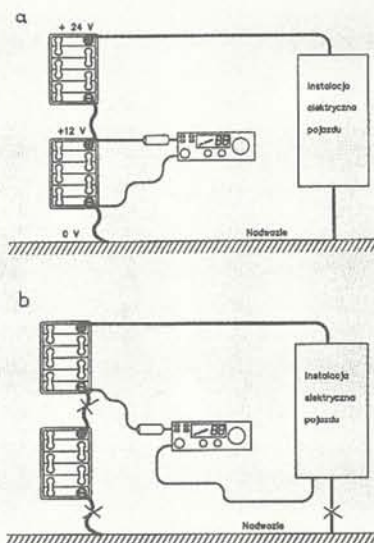 a
+ 24 V
Instalacja
elektryczna
pojazdu
+12 V
0 V
Nadwozie
b
Instalacja
elektryczna
pojazdu
Nadwozie